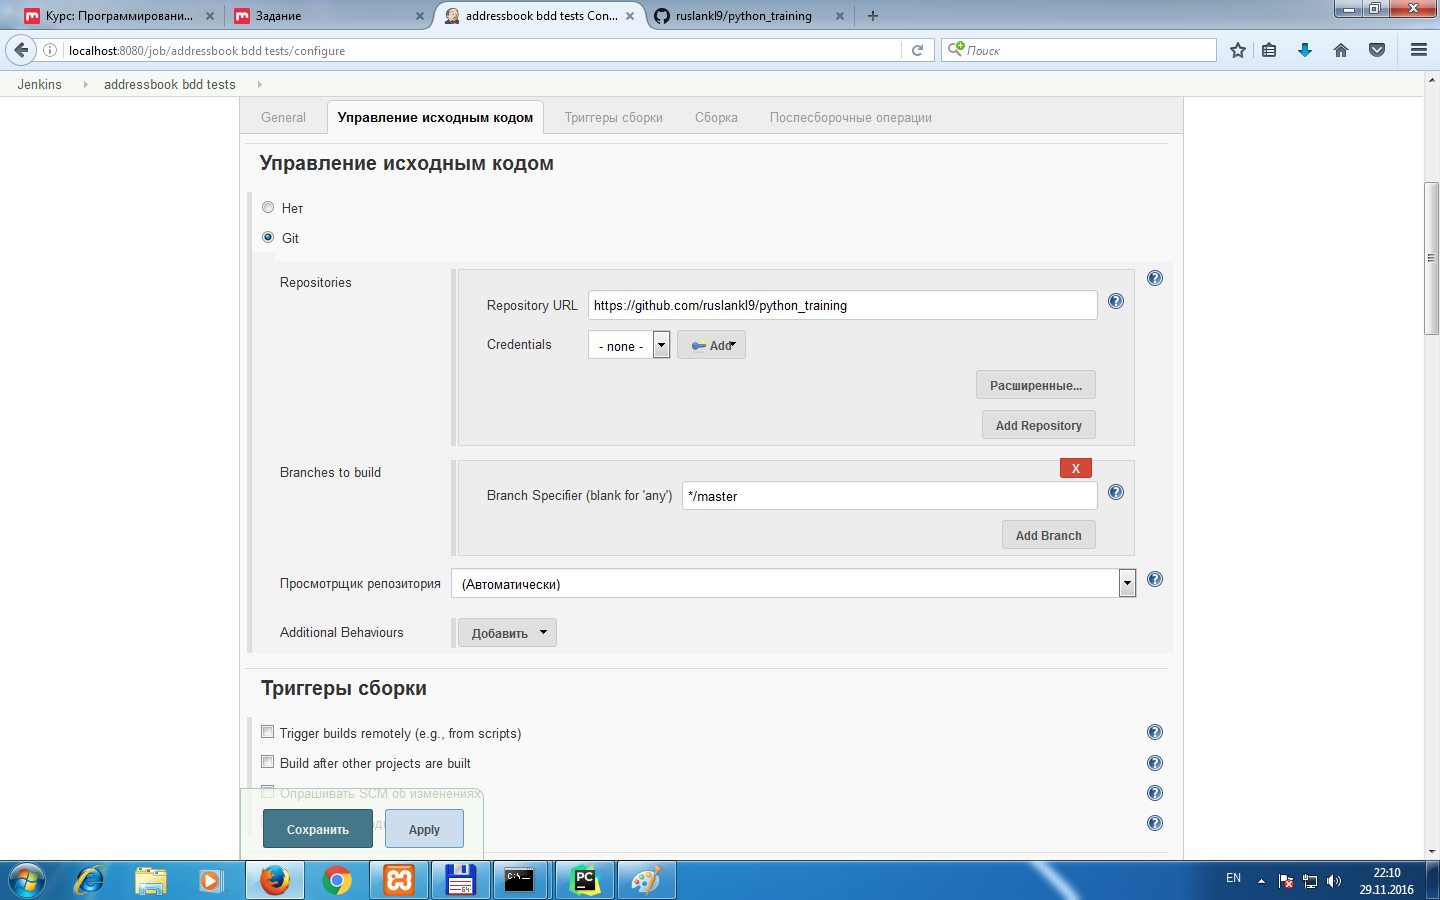 Курс: Программировани...
Задание
addressbook bdd tests Con...
ruslankl9/python_training
localhost:8080/job/addressbook bdd tests/configure
Поиск
Jenkins
addressbook bdd tests
General
Управление исходным кодом
Триггеры сборки
Сборка
Послесборочные операции
Управление исходным кодом
Нет
Git
Repositories
Repository URL
https://github.com/ruslankl9/python_training
Credentials
- none -
Add
Расширенные...
Add Repository
Branches to build
X
Branch Specifier (blank for 'any')
*/master
Add Branch
Просмотрщик репозитория
(Автоматически)
Additional Behaviours
Добавить
Триггеры сборки
Trigger builds remotely (e.g., from scripts)
Build after other projects are built
Опрашивать SCM об изменениях
Сохранить
Apply
EN
22:10
29.11.2016